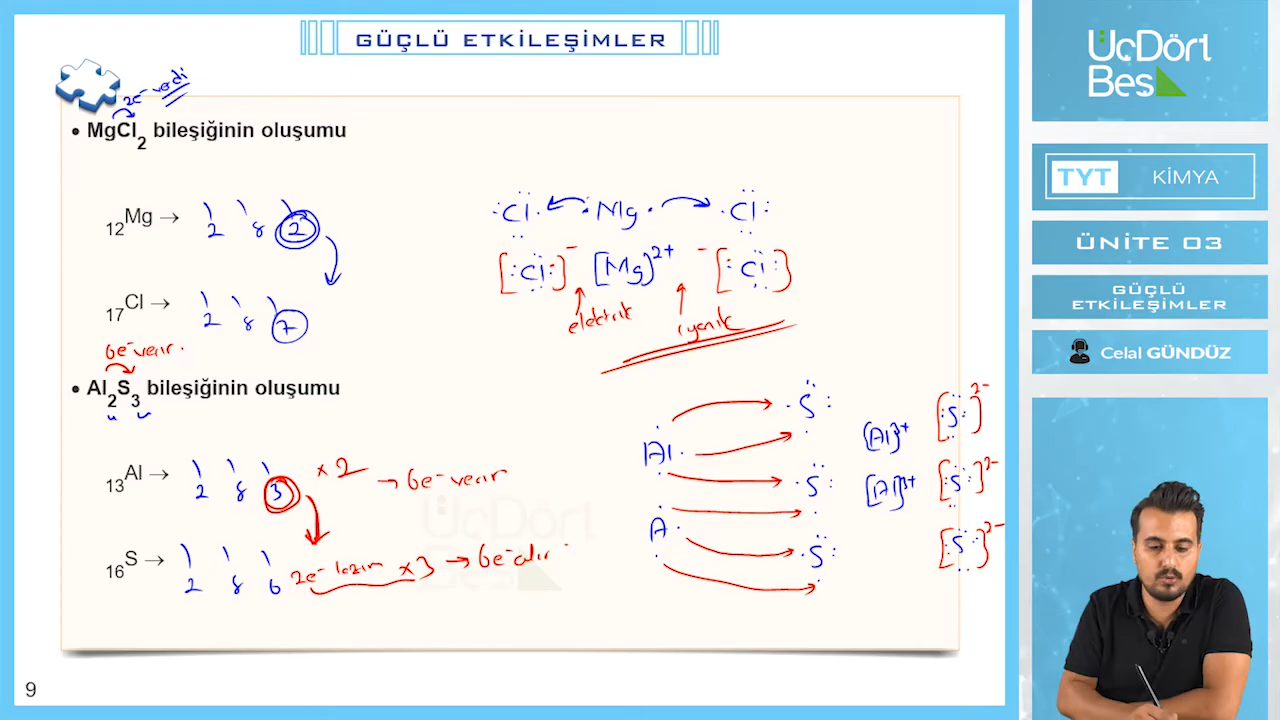 GÜÇLÜ ETKİLEŞİMLER
2e⁻ verdi
• MgCl₂ bileşiğinin oluşumu
₁₂Mg → 2 8 2
₁₇Cl → 2 8 7
Cl Mg Cl
[Cl]⁻ [Mg]²⁺ ⁻[Cl]
elektrik iyonik
6e⁻ verir.
• Al₂S₃ bileşiğinin oluşumu
₁₃Al → 2 8 3 x 2 → 6e⁻ verir
₁₆S → 2 8 6 2e⁻ lazım x 3 → 6e⁻ alır
Al S [Al]³⁺ [S]²⁻
S [Al]³⁺ [S]²⁻
A S [S]²⁻
ÜçDört
Beş
9
ÜçDört
Beş
TYT KİMYA
ÜNİTE 03
GÜÇLÜ
ETKİLEŞİMLER
Celal GÜNDÜZ